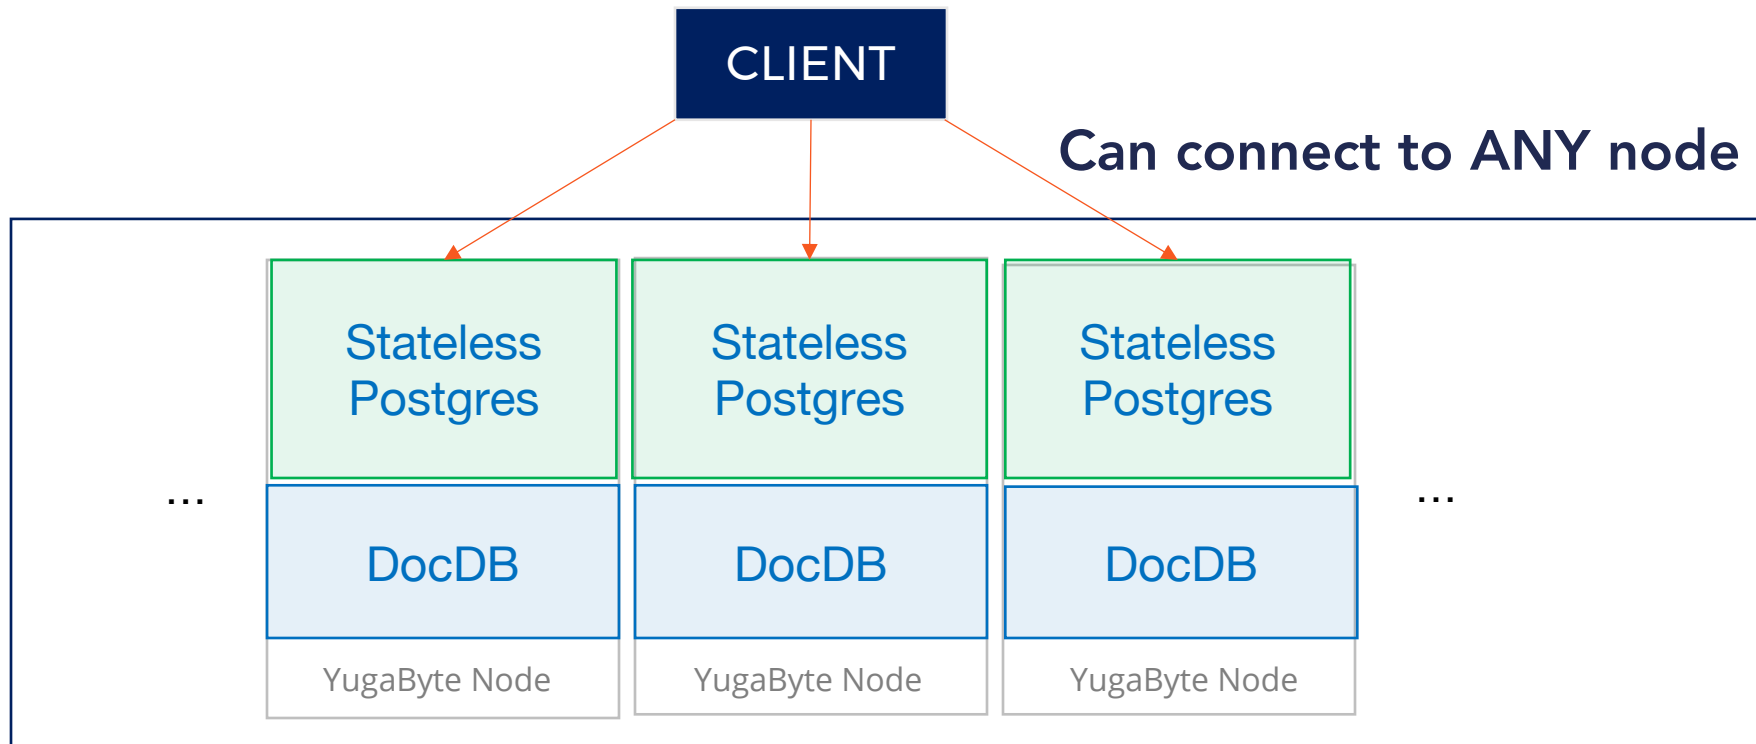 CLIENT
Can connect to ANY node
Stateless
Postgres
Stateless
Postgres
Stateless
Postgres
...
...
DocDB
DocDB
DocDB
YugaByte Node
YugaByte Node
YugaByte Node